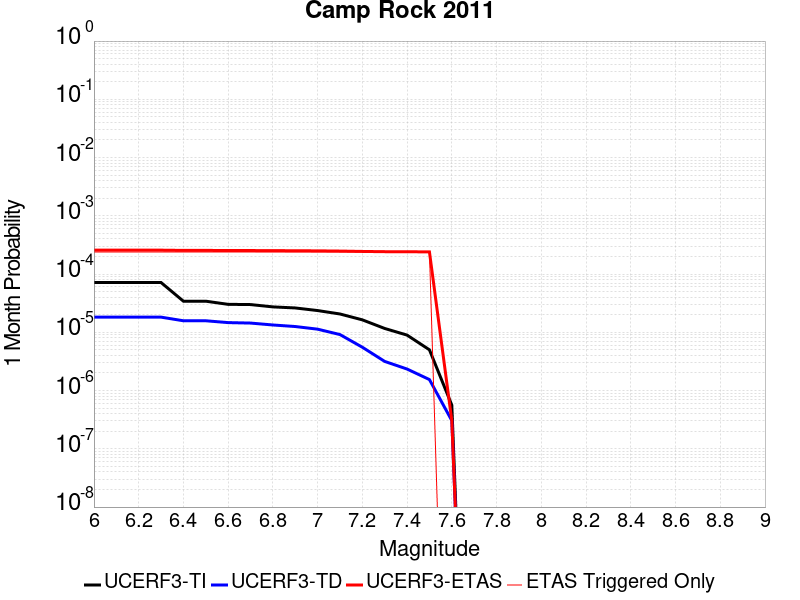 Camp Rock 2011
10^0
10^-1
10^-2
10^-3
10^-4
10^-5
10^-6
10^-7
10^-8
1 Month Probability
6 6.2 6.4 6.6 6.8 7 7.2 7.4 7.6 7.8 8 8.2 8.4 8.6 8.8 9
Magnitude
UCERF3-TI UCERF3-TD UCERF3-ETAS ETAS Triggered Only